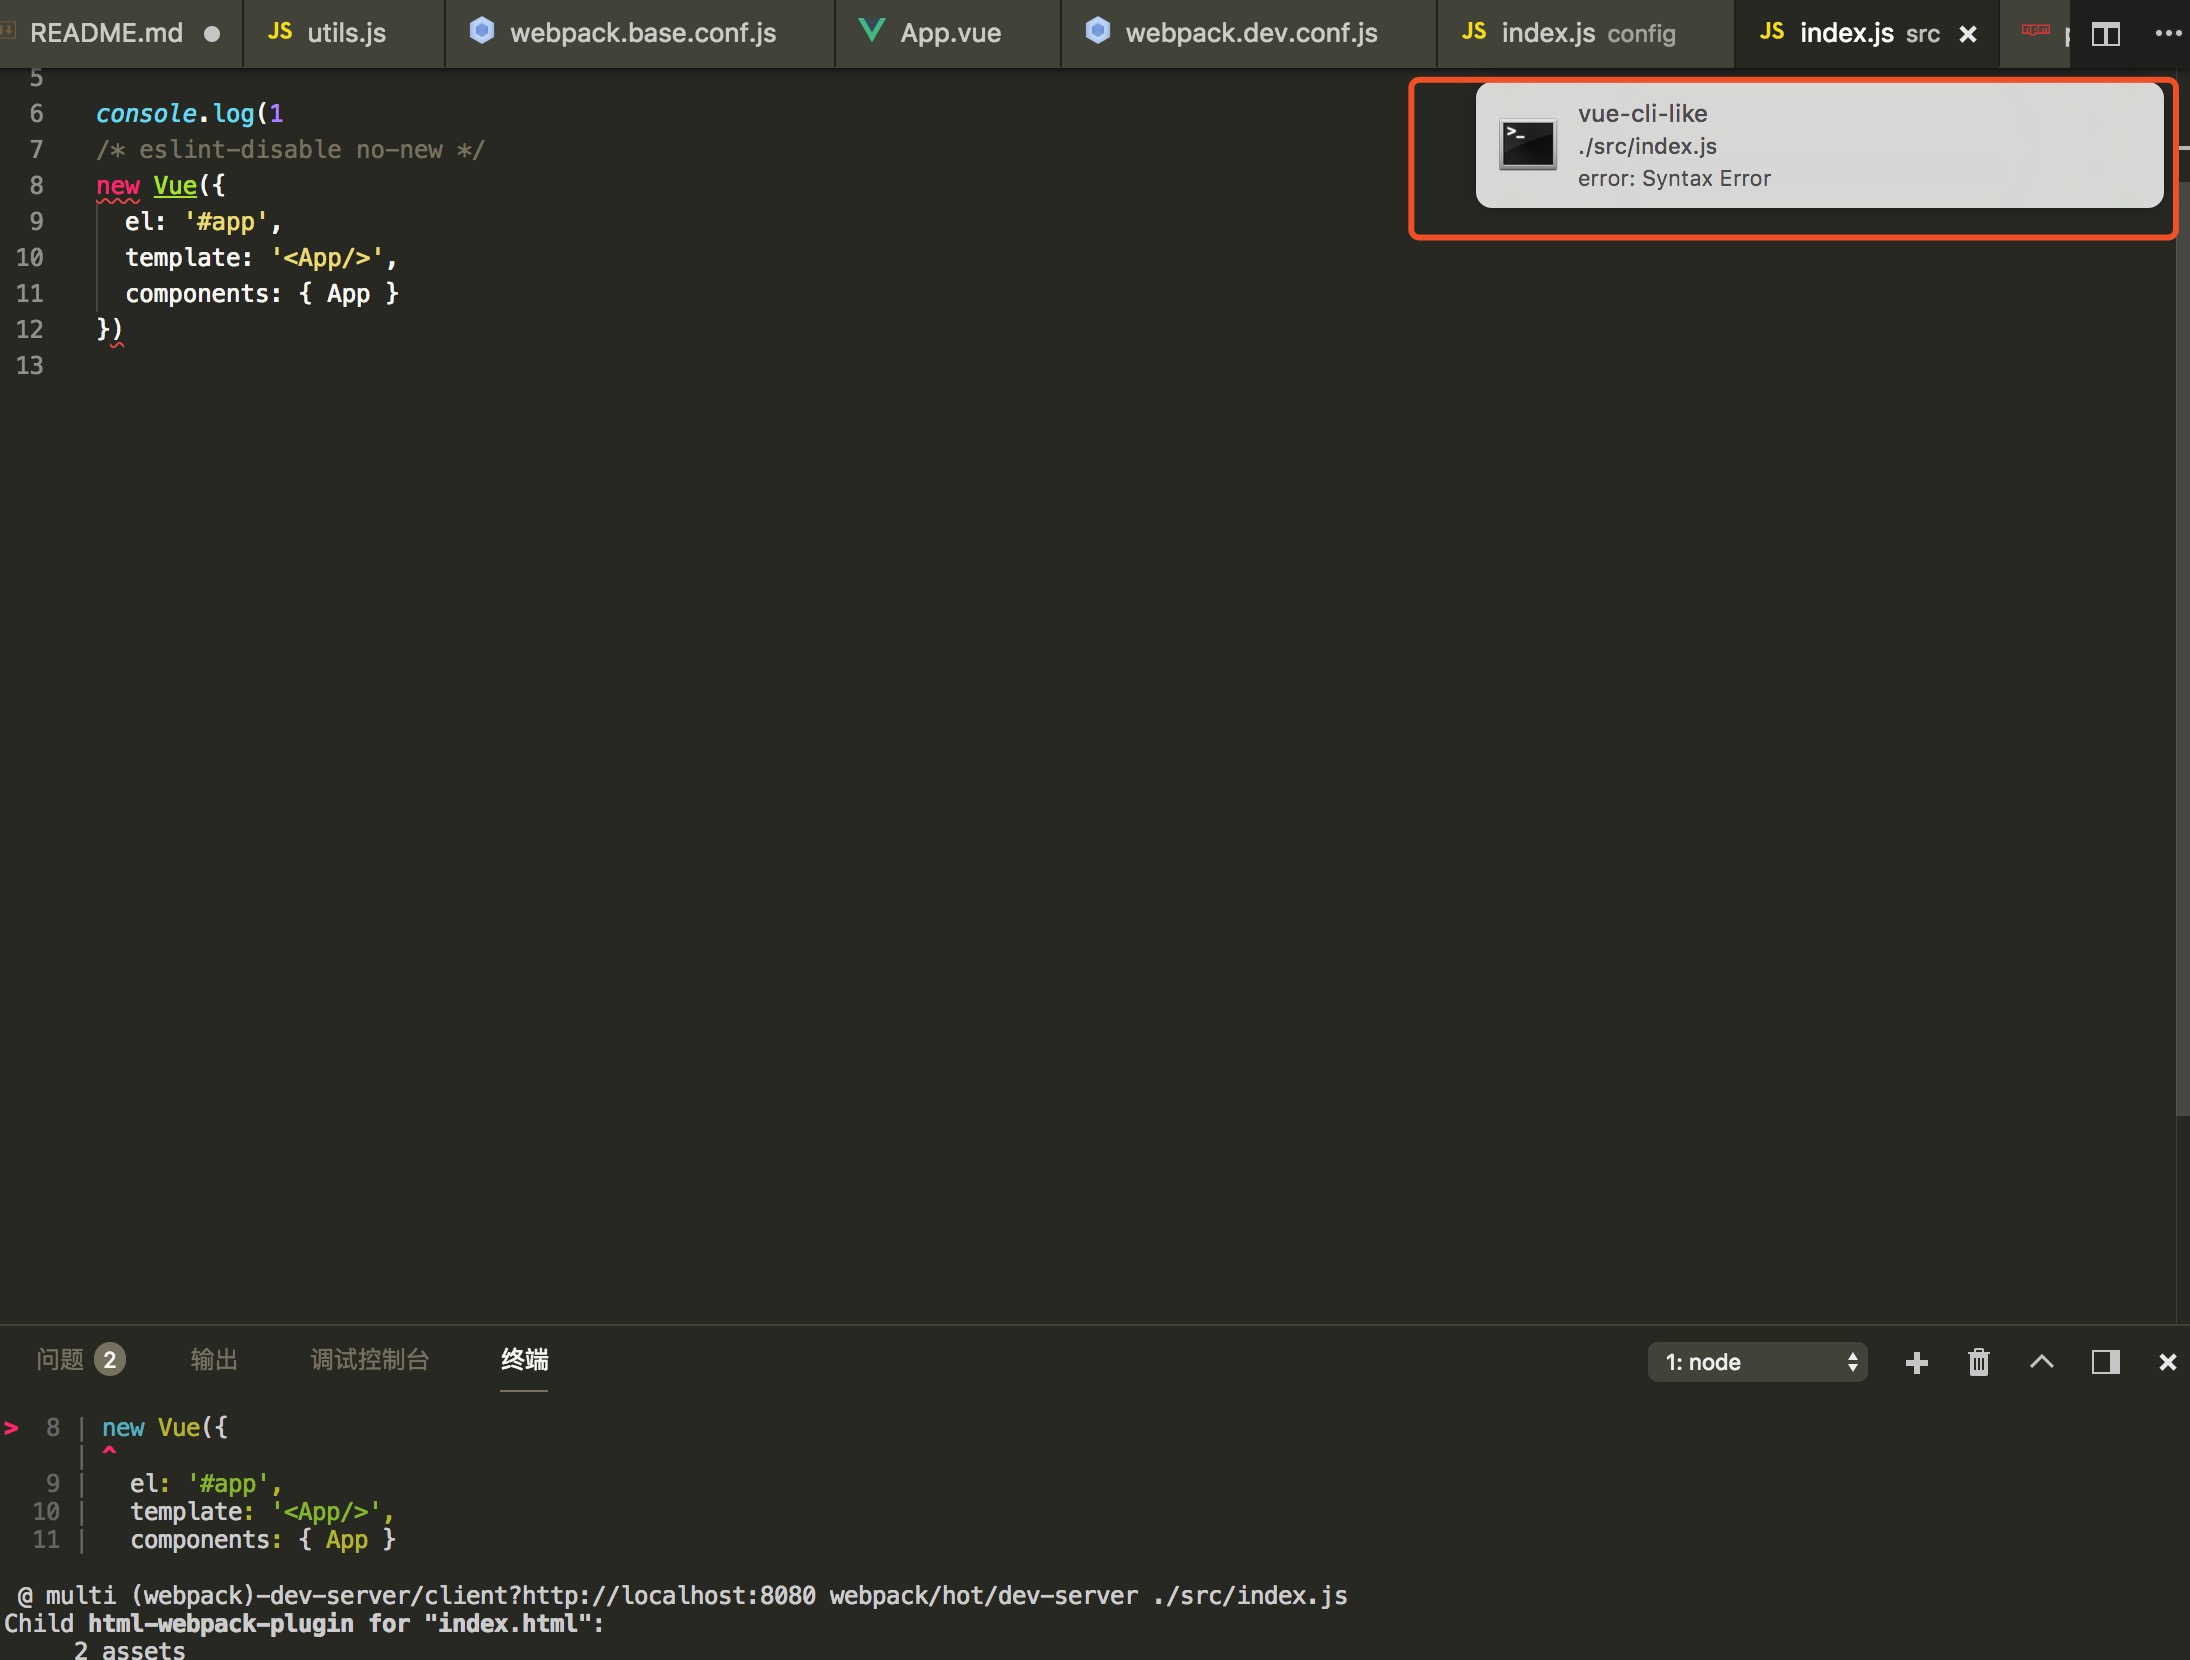 README.md
JS utils.js
webpack.base.conf.js
App.vue
webpack.dev.conf.js
JS index.js config
JS index.js src
5
6 console.log(1
7 /* eslint-disable no-new */
8 new Vue({
9 el: '#app',
10 template: '<App/>',
11 components: { App }
12 })
13
vue-cli-like
./src/index.js
error: Syntax Error
问题 2
输出
调试控制台
终端
1: node
> 8 | new Vue({
| ^
9 | el: '#app',
10 | template: '<App/>',
11 | components: { App }
@ multi (webpack)-dev-server/client?http://localhost:8080 webpack/hot/dev-server ./src/index.js
Child html-webpack-plugin for "index.html":
2 assets